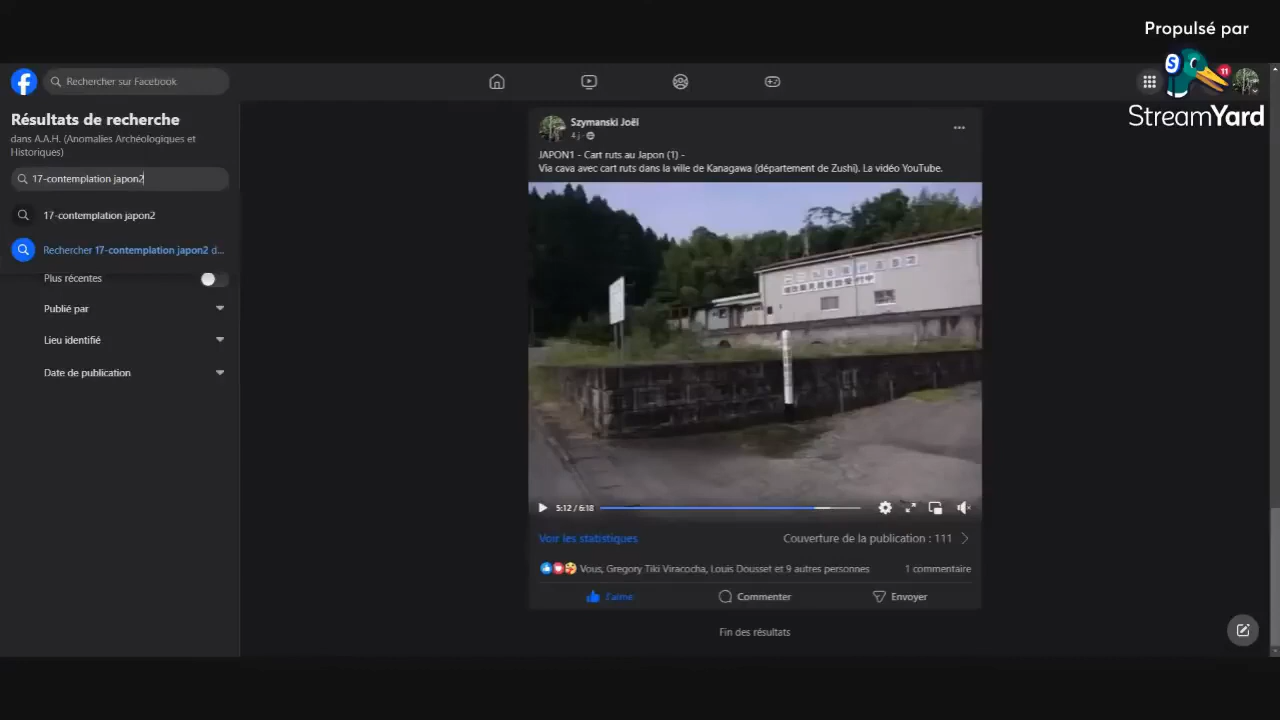 Propulsé par
StreamYard
11
Rechercher sur Facebook
Résultats de recherche
dans A.A.H. (Anomalies Archéologiques et
Historiques)
17-contemplation japon2
17-contemplation japon2
Rechercher 17-contemplation japon2 d...
Plus récentes
Publié par
Lieu identifié
Date de publication
Szymanski Joël
4 j
JAPON1 - Cart ruts au Japon (1) -
Via cava avec cart ruts dans la ville de Kanagawa (département de Zushi). La vidéo YouTube.
5:12 / 6:18
Voir les statistiques
Couverture de la publication : 111
Vous, Gregory Tiki Viracocha, Louis Dousset et 9 autres personnes
1 commentaire
J'aime
Commenter
Envoyer
Fin des résultats